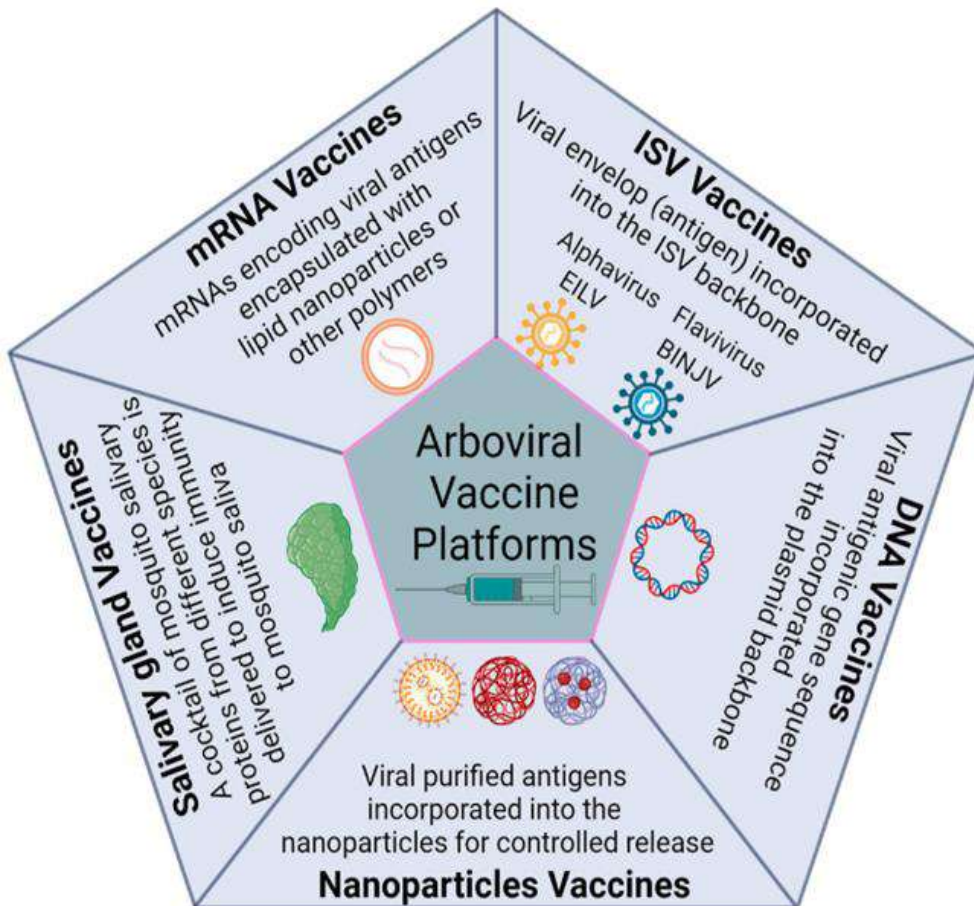 mRNA Vaccines
mRNAs encoding viral antigens
encapsulated with
lipid nanoparticles or
other polymers
ISV Vaccines
Viral envelop (antigen) incorporated
into the ISV backbone
Alphavirus
EILV
Flavivirus
BINJV
DNA Vaccines
Viral antigenic gene sequence
incorporated
into the plasmid backbone
Nanoparticles Vaccines
Viral purified antigens
incorporated into the
nanoparticles for controlled release
Salivary gland Vaccines
A cocktail of mosquito salivary
proteins from different species is
delivered to induce immunity
to mosquito saliva
Arboviral
Vaccine
Platforms